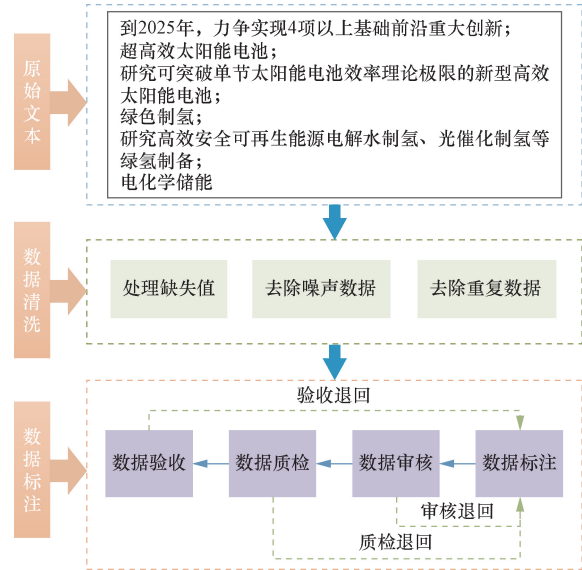 原始文本
到2025年，力争实现4项以上基础前沿重大创新；
超高效太阳能电池；
研究可突破单节太阳能电池效率理论极限的新型高效
太阳能电池；
绿色制氢；
研究高效安全可再生能源电解水制氢、光催化制氢等
绿氢制备；
电化学储能
数据清洗
处理缺失值
去除噪声数据
去除重复数据
数据标注
验收退回
数据验收
数据质检
数据审核
数据标注
审核退回
质检退回